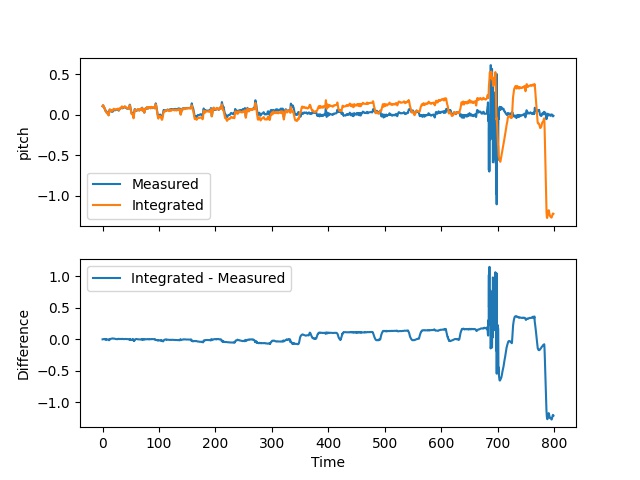 0.5
0.0
−0.5
−1.0
pitch
Measured
Integrated
1.0
0.5
0.0
−0.5
−1.0
Difference
Integrated - Measured
0 100 200 300 400 500 600 700 800
Time